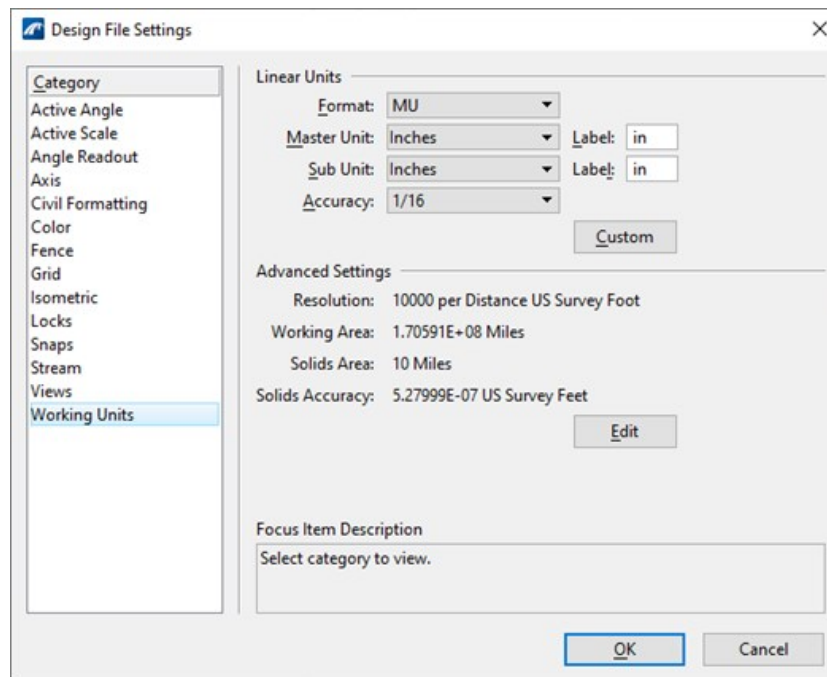 Design File Settings
Category
Active Angle
Active Scale
Angle Readout
Axis
Civil Formatting
Color
Fence
Grid
Isometric
Locks
Snaps
Stream
Views
Working Units
Linear Units
Format: MU
Master Unit: Inches Label: in
Sub Unit: Inches Label: in
Accuracy: 1/16
Custom
Advanced Settings
Resolution: 10000 per Distance US Survey Foot
Working Area: 1.70591E+08 Miles
Solids Area: 10 Miles
Solids Accuracy: 5.27999E-07 US Survey Feet
Edit
Focus Item Description
Select category to view.
OK Cancel